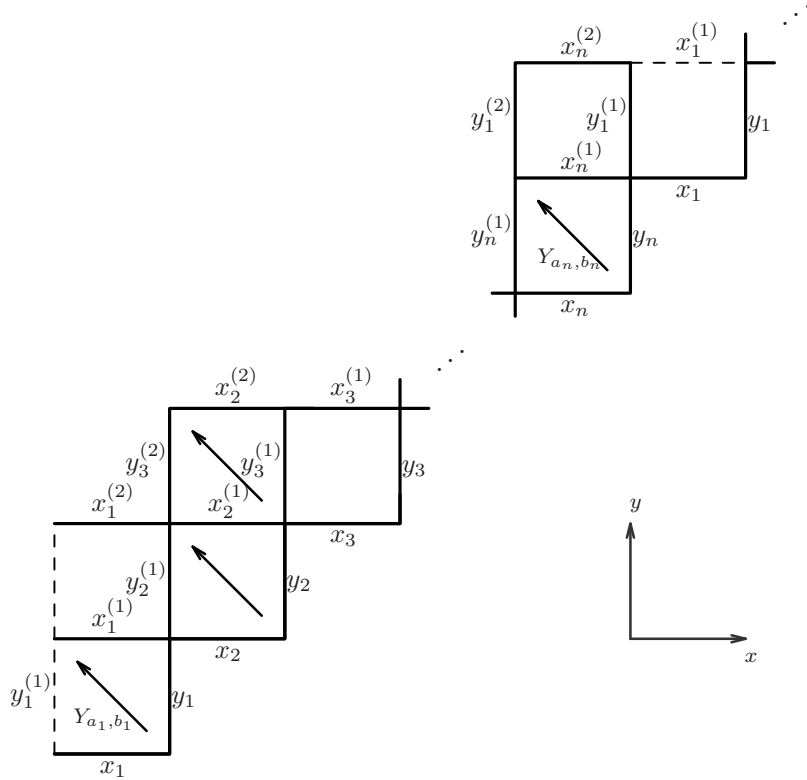 ⋰
x_n^{(2)} x_1^{(1)}
y_1^{(2)} y_1^{(1)} y_1
x_n^{(1)}
x_1
y_n^{(1)} y_n
Y_{a_n,b_n}
x_n
⋰
x_2^{(2)} x_3^{(1)}
y_3^{(2)} y_3^{(1)} y_3
x_1^{(2)} x_2^{(1)}
x_3
y
y_2^{(1)} y_2
x_1^{(1)}
x_2
x
y_1^{(1)} y_1
Y_{a_1,b_1}
x_1